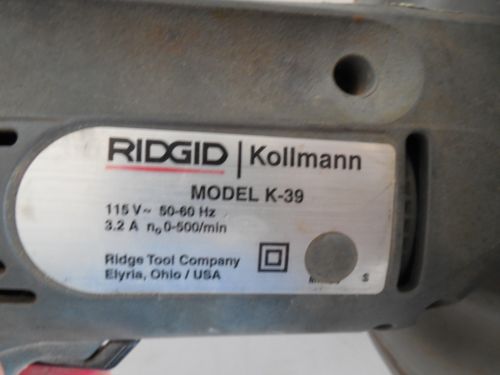 RIDGID | Kollmann
MODEL K-39
115 V~ 50-60 Hz
3.2 A n₀ 0-500/min
Ridge Tool Company
Elyria, Ohio / USA
S